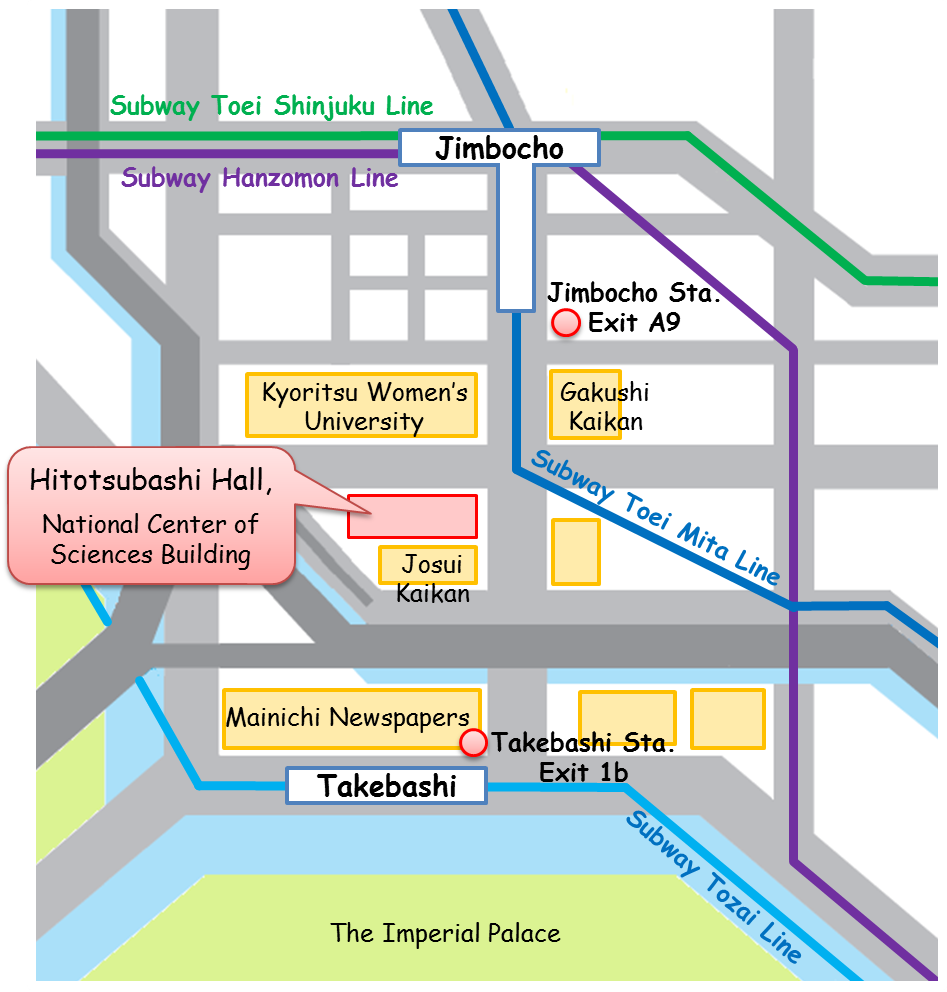 Subway Toei Shinjuku Line
Jimbocho
Subway Hanzomon Line
Jimbocho Sta.
Exit A9
Kyoritsu Women's
University
Gakushi
Kaikan
Hitotsubashi Hall,
National Center of
Sciences Building
Subway Toei Mita Line
Josui
Kaikan
Mainichi Newspapers
Takebashi Sta.
Exit 1b
Takebashi
Subway Tozai Line
The Imperial Palace